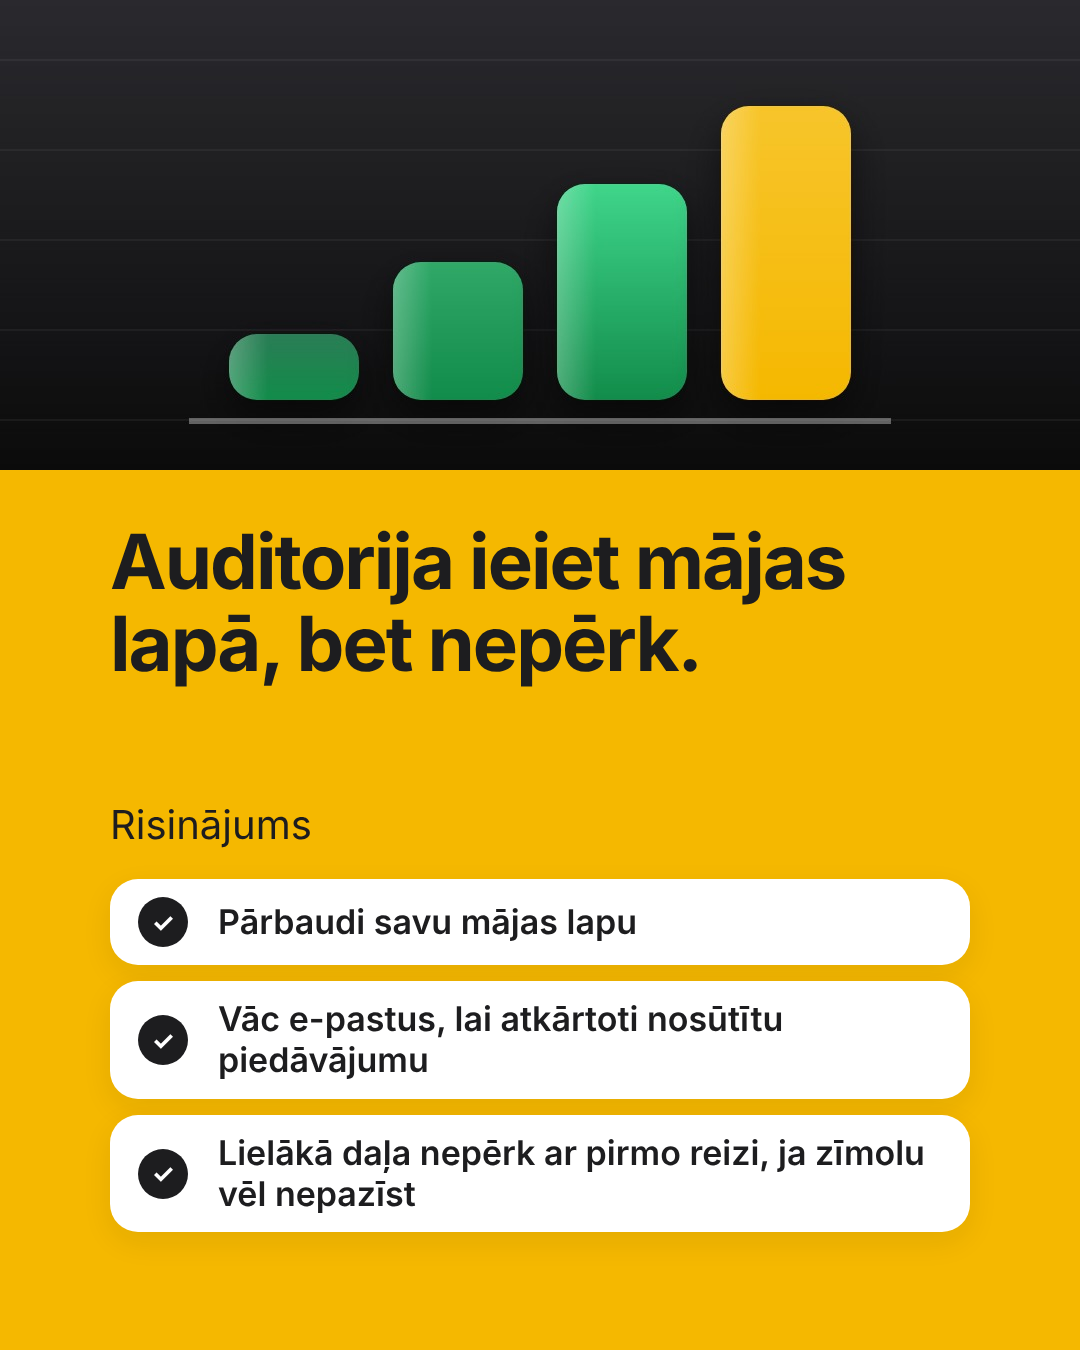 Auditorija ieiet mājas
lapā, bet nepērk.
Risinājums
Pārbaudi savu mājas lapu
Vāc e-pastus, lai atkārtoti nosūtītu
piedāvājumu
Lielākā daļa nepērk ar pirmo reizi, ja zīmolu
vēl nepazīst